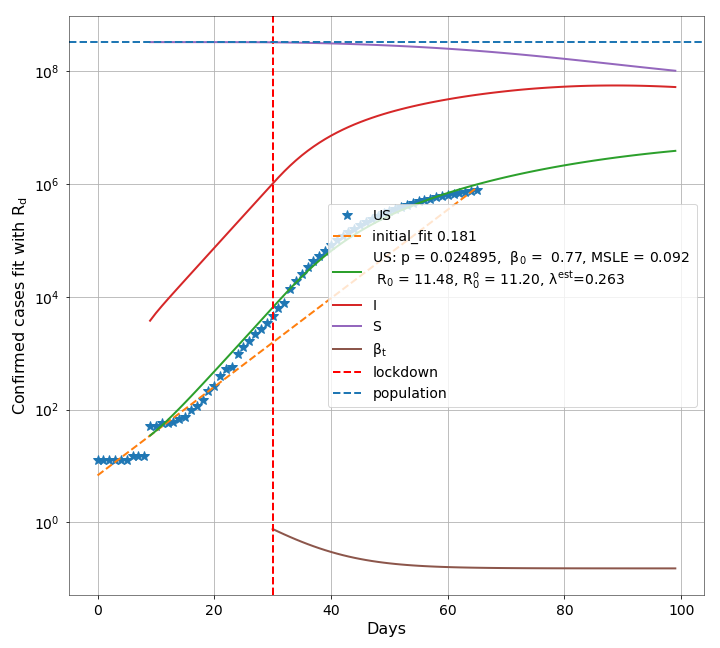 Confirmed cases fit with R_d
10⁸
10⁶
10⁴
10²
10⁰
US
initial_fit 0.181
US: p = 0.024895, β₀ = 0.77, MSLE = 0.092
R₀ = 11.48, R₀ᵒ = 11.20, λᵉˢᵗ=0.263
I
S
βₜ
lockdown
population
0 20 40 60 80 100
Days